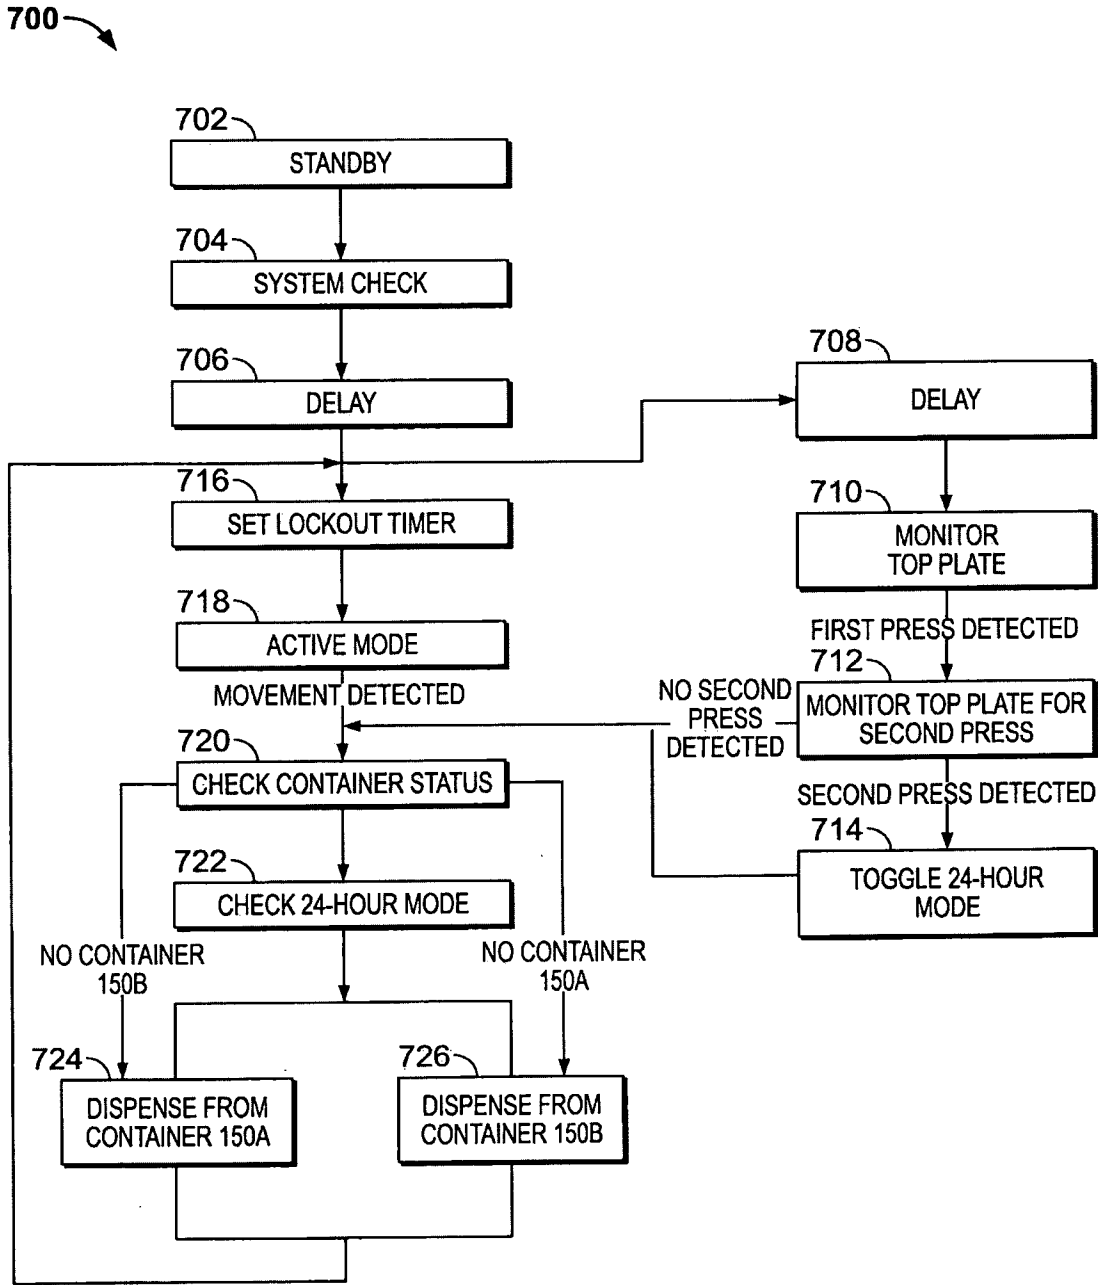 700
702
STANDBY
704
SYSTEM CHECK
706
DELAY
708
DELAY
716
SET LOCKOUT TIMER
710
MONITOR
TOP PLATE
718
ACTIVE MODE
FIRST PRESS DETECTED
MOVEMENT DETECTED
712
MONITOR TOP PLATE FOR
SECOND PRESS
NO SECOND
PRESS
DETECTED
720
CHECK CONTAINER STATUS
SECOND PRESS DETECTED
714
TOGGLE 24-HOUR
MODE
722
CHECK 24-HOUR MODE
NO CONTAINER
150B
NO CONTAINER
150A
724
DISPENSE FROM
CONTAINER 150A
726
DISPENSE FROM
CONTAINER 150B